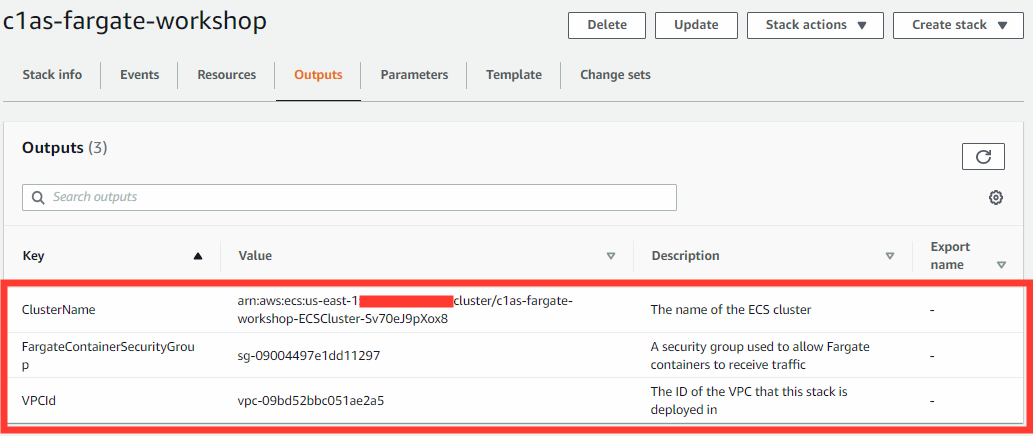 c1as-fargate-workshop
Delete
Update
Stack actions
Create stack
Stack info
Events
Resources
Outputs
Parameters
Template
Change sets
Outputs (3)
Search outputs
Key
Value
Description
Export
name
ClusterName
arn:aws:ecs:us-east-1 cluster/c1as-fargate-
workshop-ECSCluster-Sv70eJ9pXox8
The name of the ECS cluster
-
FargateContainerSecurityGrou
p
sg-09004497e1dd11297
A security group used to allow Fargate
containers to receive traffic
-
VPCId
vpc-09bd52bbc051ae2a5
The ID of the VPC that this stack is
deployed in
-